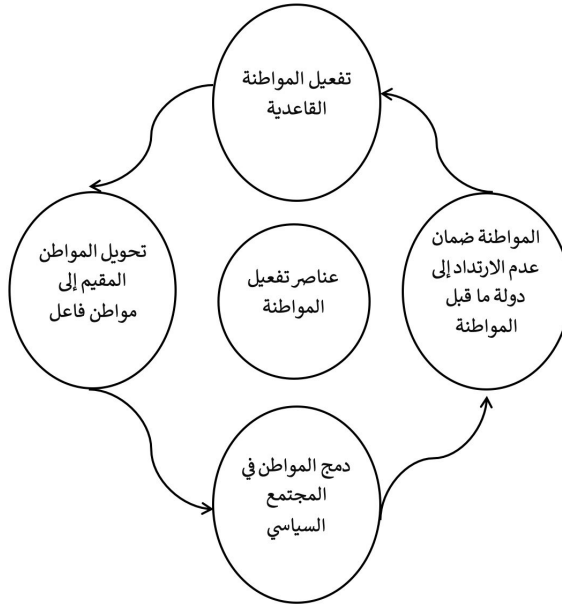 تفعيل المواطنة
القاعدية
المواطنة ضمان
عدم الارتداد إلى
دولة ما قبل
المواطنة
عناصر تفعيل
المواطنة
تحويل المواطن
المقيم إلى
مواطن فاعل
دمج المواطن في
المجتمع
السياسي